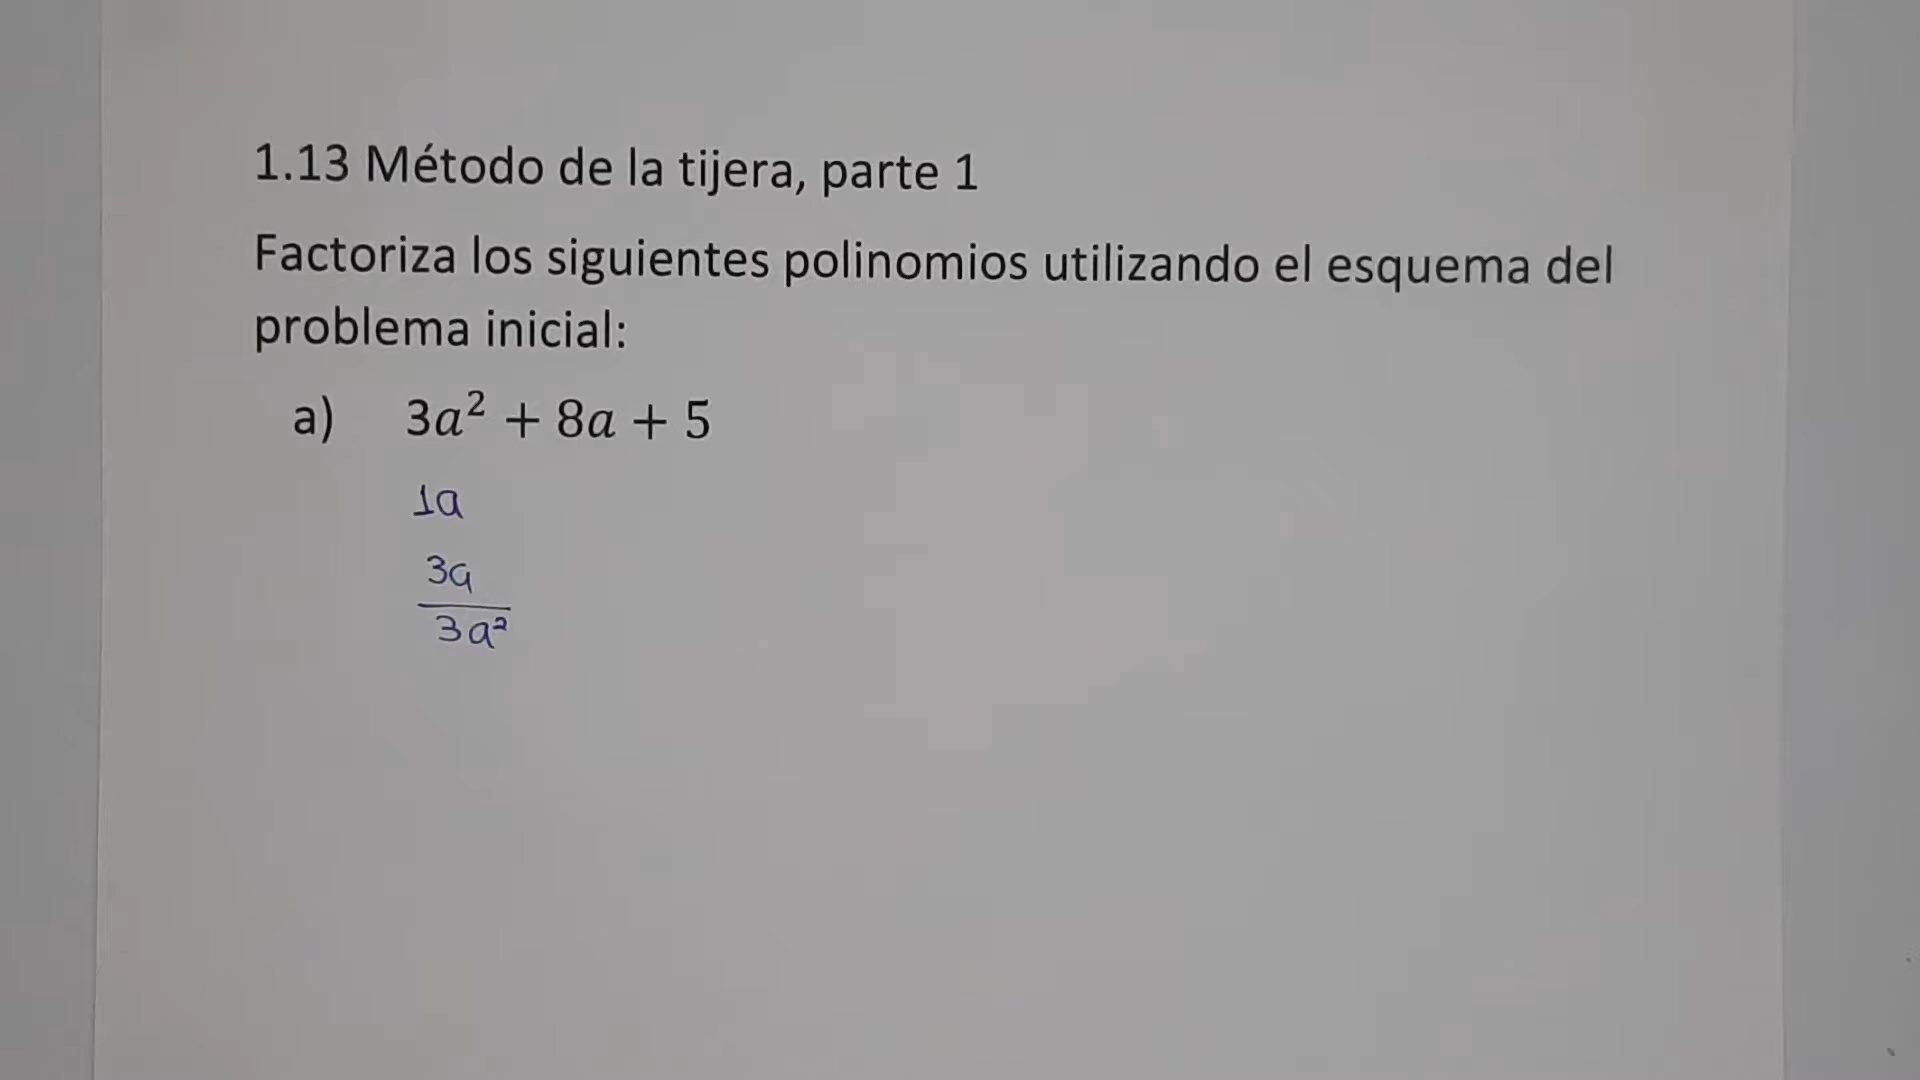 1.13 Método de la tijera, parte 1
Factoriza los siguientes polinomios utilizando el esquema del
problema inicial:
a) 3a² + 8a + 5
1a
3a
3a²